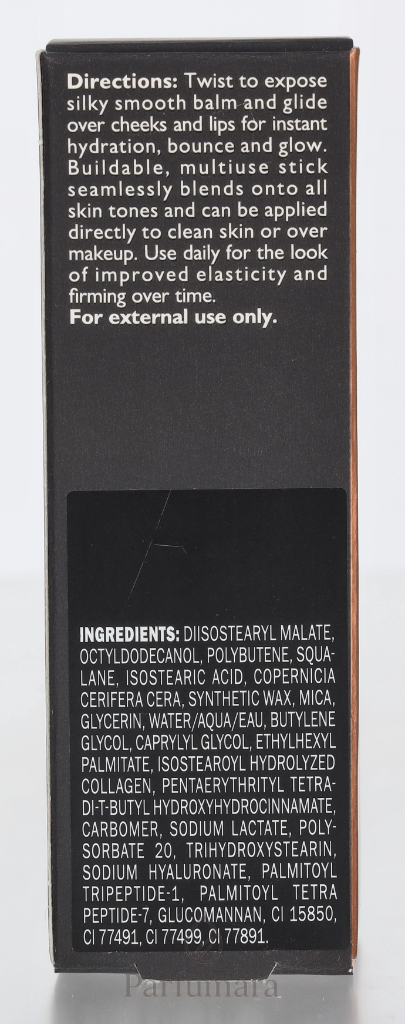 Directions: Twist to expose
silky smooth balm and glide
over cheeks and lips for instant
hydration, bounce and glow.
Buildable, multiuse stick
seamlessly blends onto all
skin tones and can be applied
directly to clean skin or over
makeup. Use daily for the look
of improved elasticity and
firming over time.
For external use only.
INGREDIENTS: DIISOSTEARYL MALATE,
OCTYLDODECANOL, POLYBUTENE, SQUA-
LANE, ISOSTEARIC ACID, COPERNICIA
CERIFERA CERA, SYNTHETIC WAX, MICA,
GLYCERIN, WATER/AQUA/EAU, BUTYLENE
GLYCOL, CAPRYLYL GLYCOL, ETHYLHEXYL
PALMITATE, ISOSTEAROYL HYDROLYZED
COLLAGEN, PENTAERYTHRITYL TETRA-
DI-T-BUTYL HYDROXYHYDROCINNAMATE,
CARBOMER, SODIUM LACTATE, POLY-
SORBATE 20, TRIHYDROXYSTEARIN,
SODIUM HYALURONATE, PALMITOYL
TRIPEPTIDE-1, PALMITOYL TETRA
PEPTIDE-7, GLUCOMANNAN, CI 15850,
CI 77491, CI 77499, CI 77891.
Parfumara